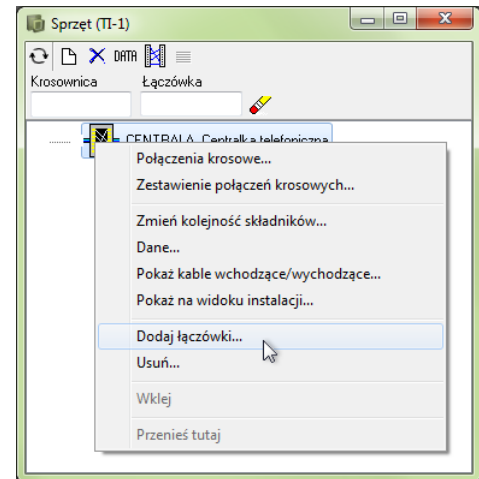 Sprzęt (TI-1)
DATA
Krosownica Łączówka
CENTRALA Centralka telefoniczna
Połączenia krosowe...
Zestawienie połączeń krosowych...
Zmień kolejność składników...
Dane...
Pokaż kable wchodzące/wychodzące...
Pokaż na widoku instalacji...
Dodaj łączówki...
Usuń...
Wklej
Przenieś tutaj